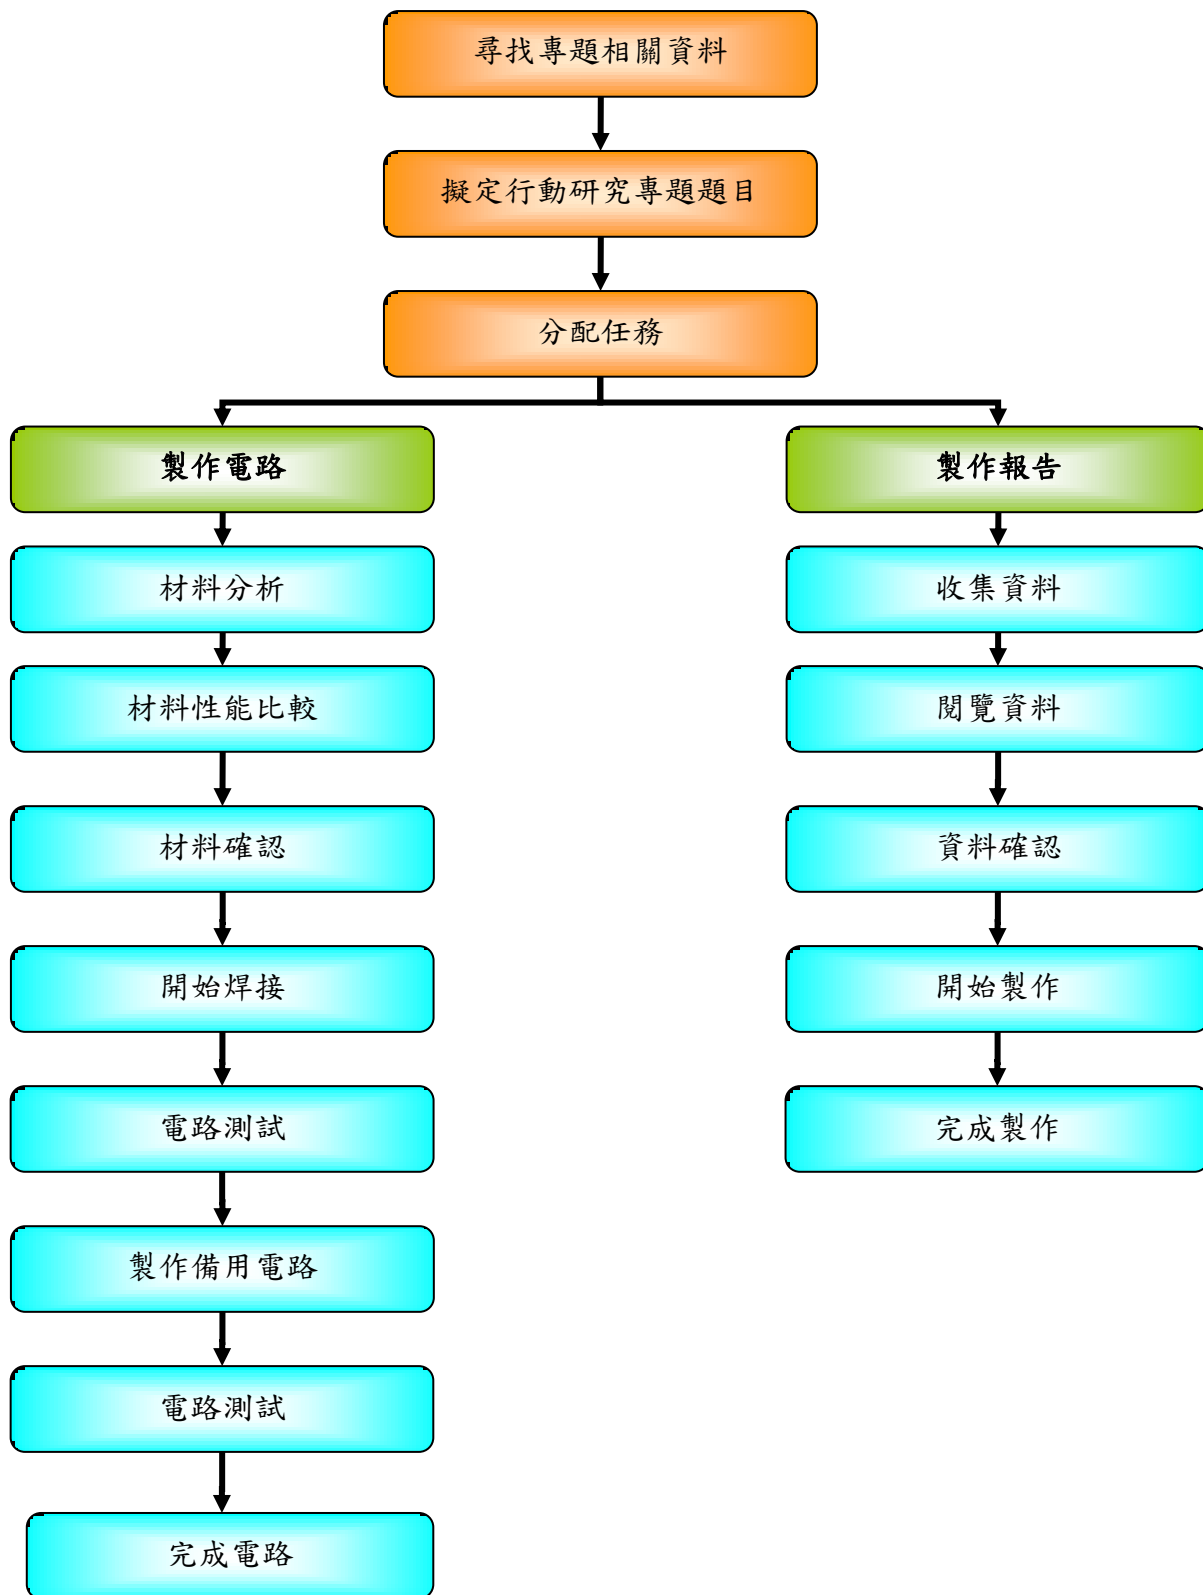 尋找專題相關資料
擬定行動研究專題題目
分配任務
製作電路
材料分析
材料性能比較
材料確認
開始焊接
電路測試
製作備用電路
電路測試
完成電路
製作報告
收集資料
閱覽資料
資料確認
開始製作
完成製作